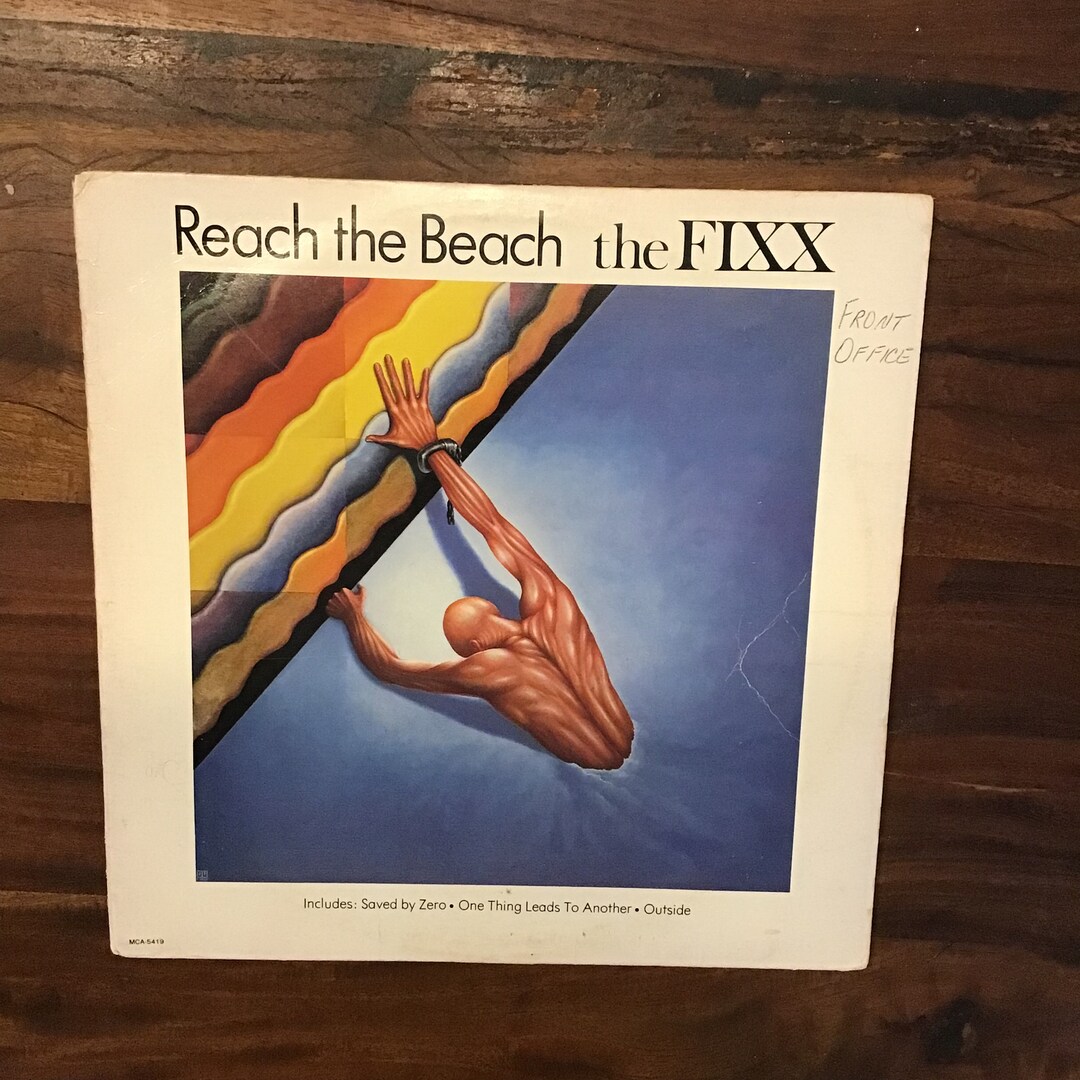 Reach the Beach the FIXX
FRONT
OFFICE
Includes: Saved by Zero • One Thing Leads To Another • Outside
MCA-5419